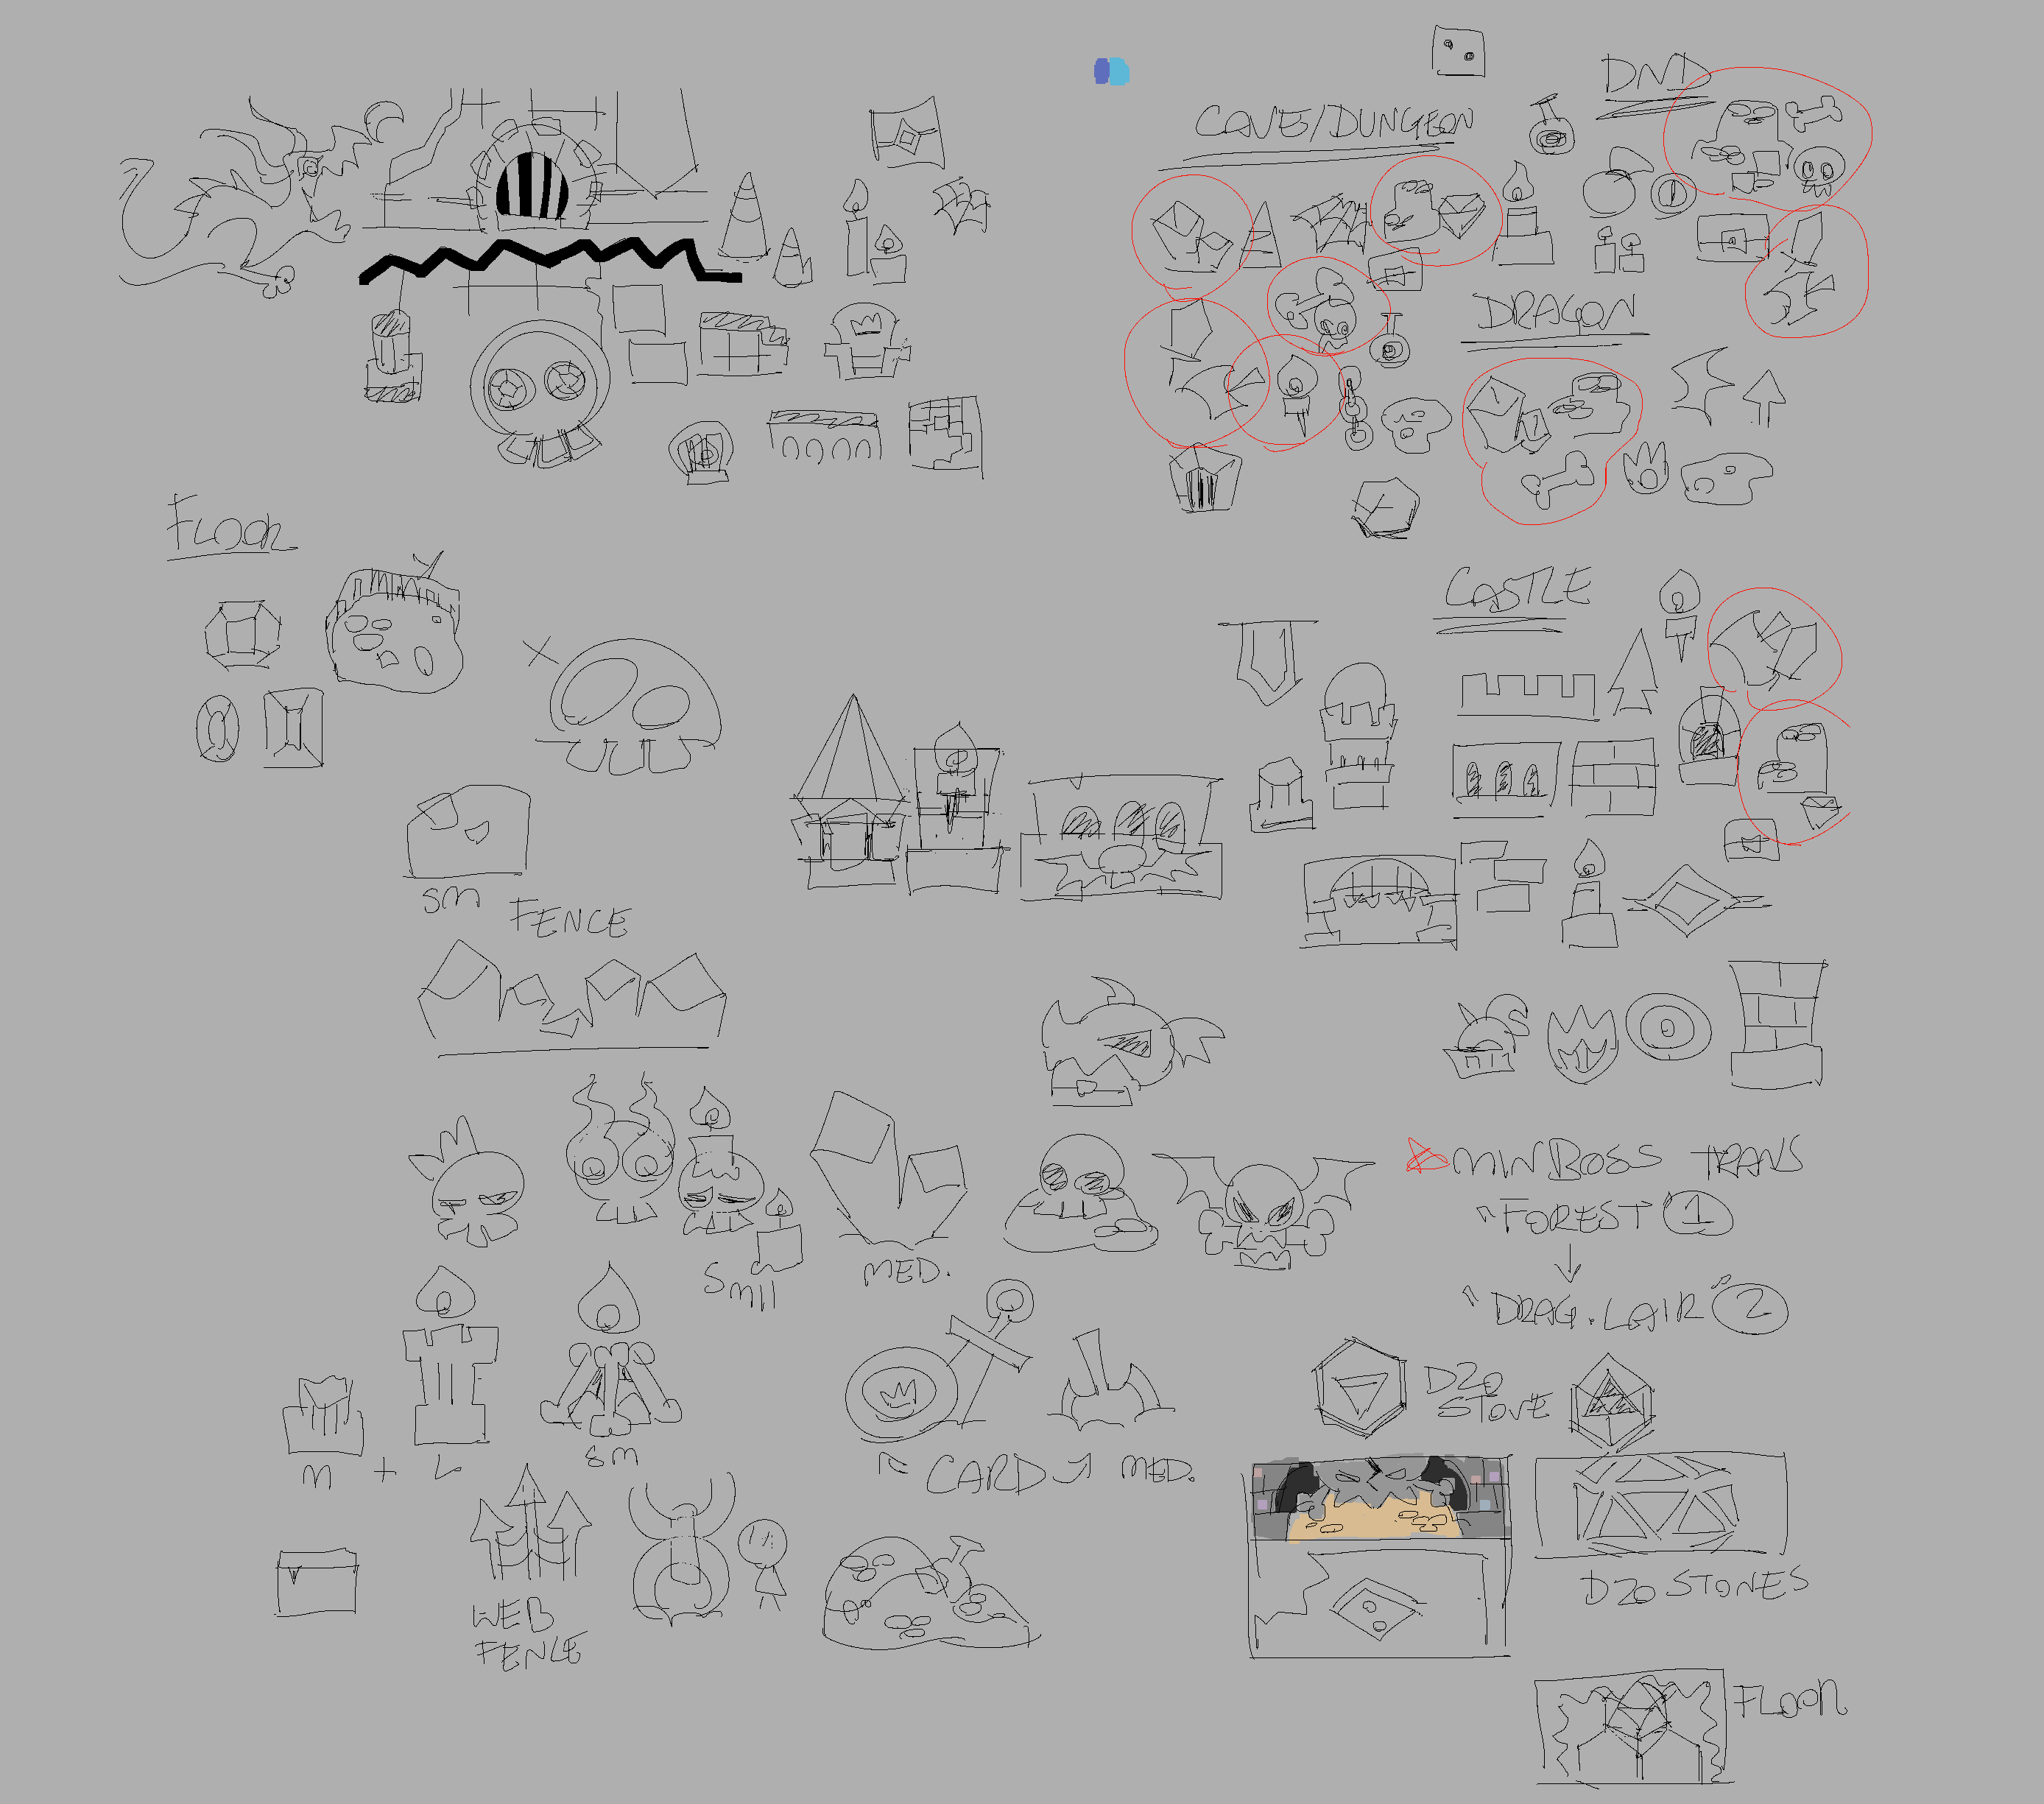 DND
CAVE/DUNGEON
DRAGON
FLOOR
CASTLE
SM
FENCE
MINIBOSS TRANS
"FOREST 1
"DRAG. LAIR" 2
SMll
MED.
D20
STONE
M + L
SM
CARD
MED.
WEB
FENCE
D20 STONES
FLOOR